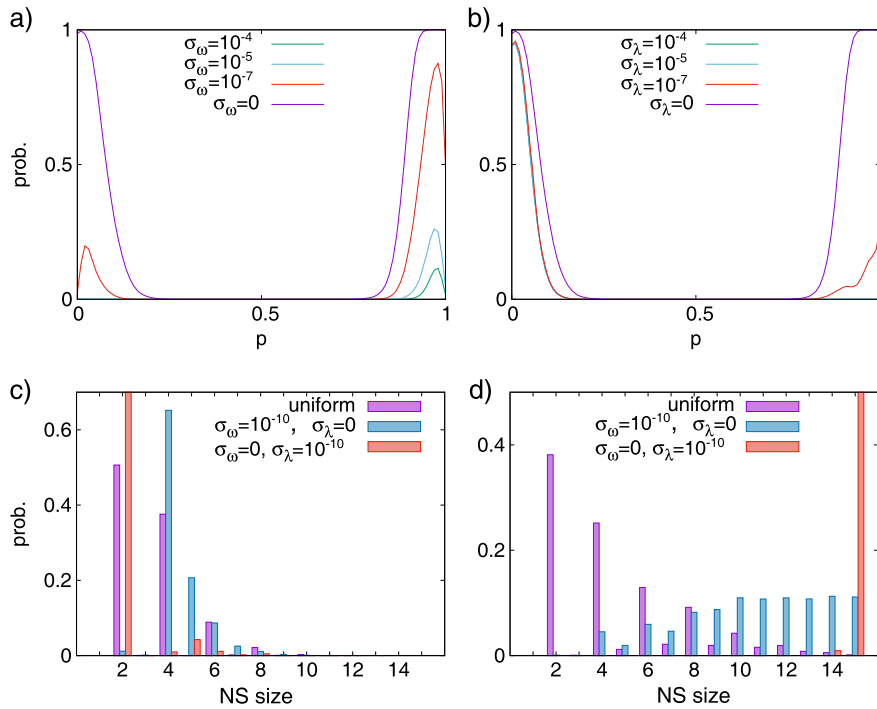 a)
1
0.5
0
0
0.5
1
prob.
p
σω=10-4
σω=10-5
σω=10-7
σω=0
b)
1
0.5
0
0
0.5
p
σλ=10-4
σλ=10-5
σλ=10-7
σλ=0
c)
0.6
0.4
0.2
0
2 4 6 8 10 12 14
prob.
NS size
uniform
σω=10-10, σλ=0
σω=0, σλ=10-10
d)
0.4
0.2
0
2 4 6 8 10 12 14
NS size
uniform
σω=10-10, σλ=0
σω=0, σλ=10-10